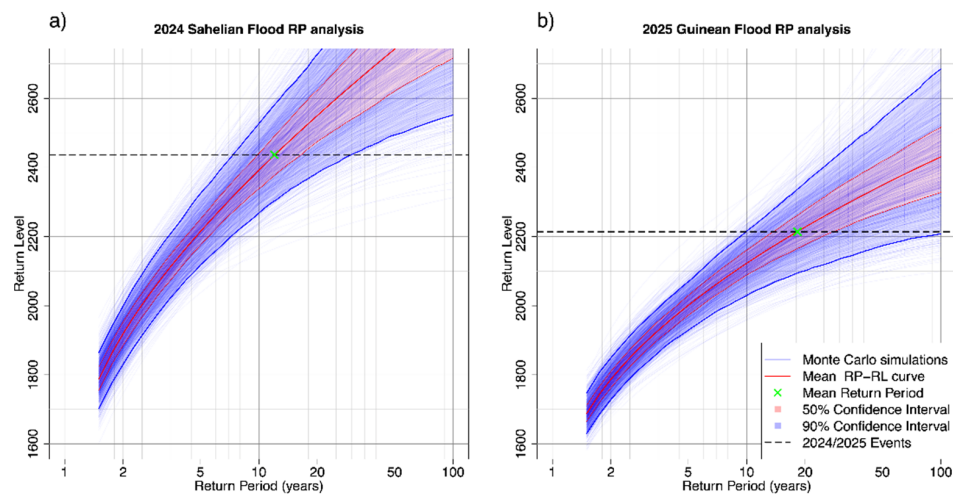 a)
2024 Sahelian Flood RP analysis
Return Level
2600
2400
2200
2000
1800
1600
1 2 5 10 20 50 100
Return Period (years)
b)
2025 Guinean Flood RP analysis
Return Level
2600
2400
2200
2000
1800
1600
1 2 5 10 20 50 100
Return Period (years)
Monte Carlo simulations
Mean RP−RL curve
Mean Return Period
50% Confidence Interval
90% Confidence Interval
2024/2025 Events